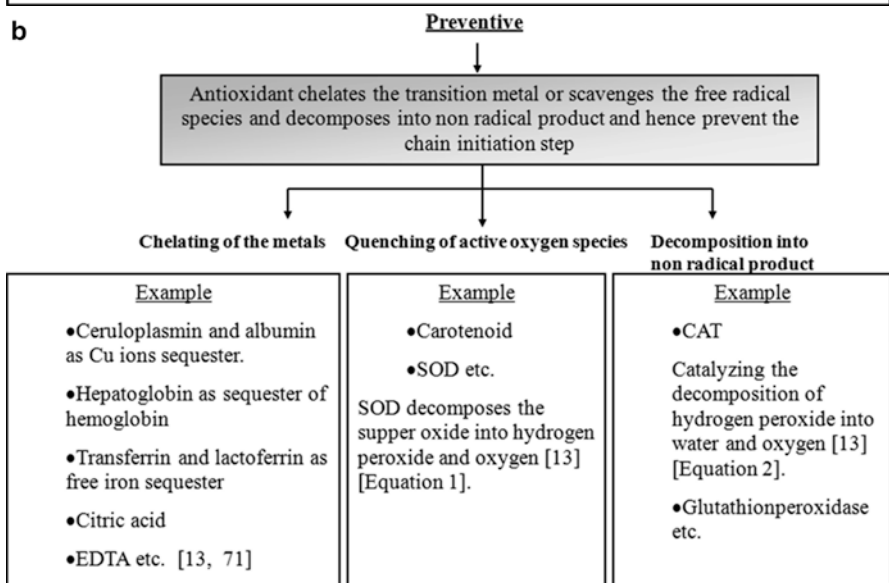 b
Preventive
Antioxidant chelates the transition metal or scavenges the free radical
species and decomposes into non radical product and hence prevent the
chain initiation step
Chelating of the metals
Quenching of active oxygen species
Decomposition into
non radical product
Example
•Ceruloplasmin and albumin
as Cu ions sequester.
•Hepatoglobin as sequester of
hemoglobin
•Transferrin and lactoferrin as
free iron sequester
•Citric acid
•EDTA etc. [13, 71]
Example
•Carotenoid
•SOD etc.
SOD decomposes the
supper oxide into hydrogen
peroxide and oxygen [13]
[Equation 1].
Example
•CAT
Catalyzing the
decomposition of
hydrogen peroxide into
water and oxygen [13]
[Equation 2].
•Glutathionperoxidase
etc.